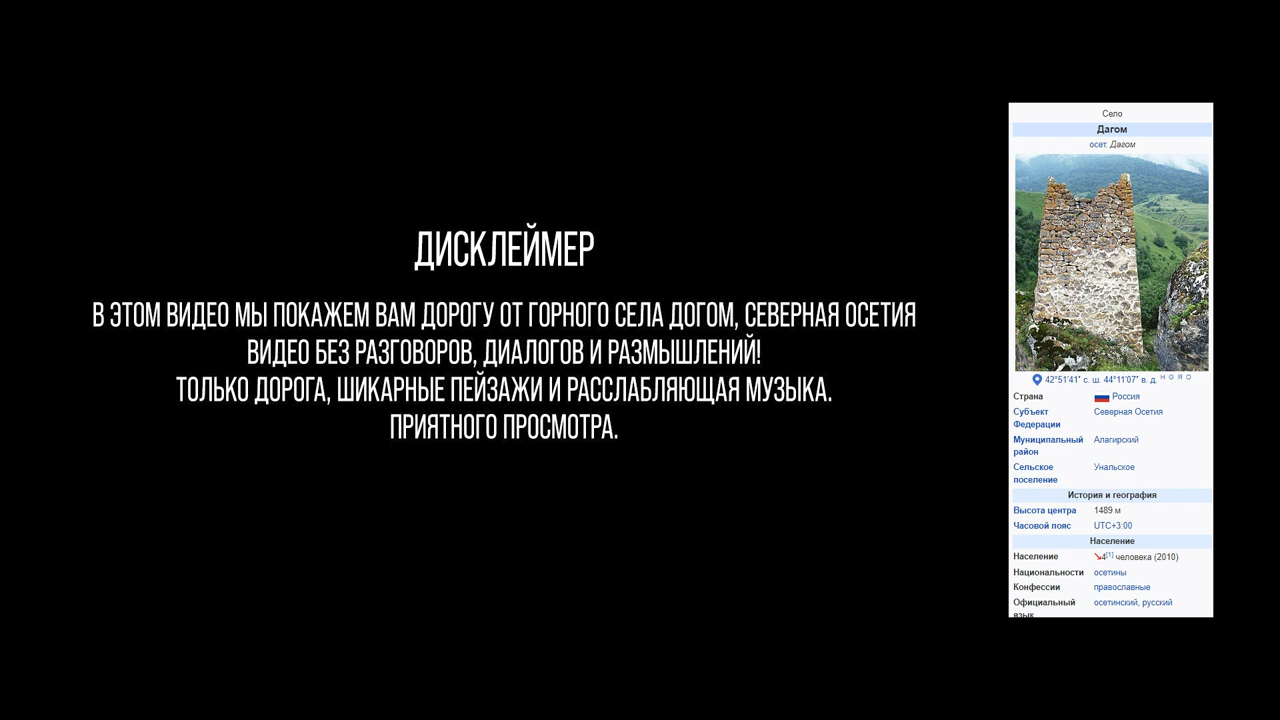 ДИСКЛЕЙМЕР
В ЭТОМ ВИДЕО МЫ ПОКАЖЕМ ВАМ ДОРОГУ ОТ ГОРНОГО СЕЛА ДОГОМ, СЕВЕРНАЯ ОСЕТИЯ
ВИДЕО БЕЗ РАЗГОВОРОВ, ДИАЛОГОВ И РАЗМЫШЛЕНИЙ!
ТОЛЬКО ДОРОГА, ШИКАРНЫЕ ПЕЙЗАЖИ И РАССЛАБЛЯЮЩАЯ МУЗЫКА.
ПРИЯТНОГО ПРОСМОТРА.
Село
Дагом
осет. Дагом
42°51′41″ с. ш. 44°11′07″ в. д. H G Я O
Страна Россия
Субъект Северная Осетия
Федерации
Муниципальный Алагирский
район
Сельское Унальское
поселение
История и география
Высота центра 1489 м
Часовой пояс UTC+3:00
Население
Население ↘4[1] человека (2010)
Национальности осетины
Конфессии православные
Официальный осетинский, русский
язык